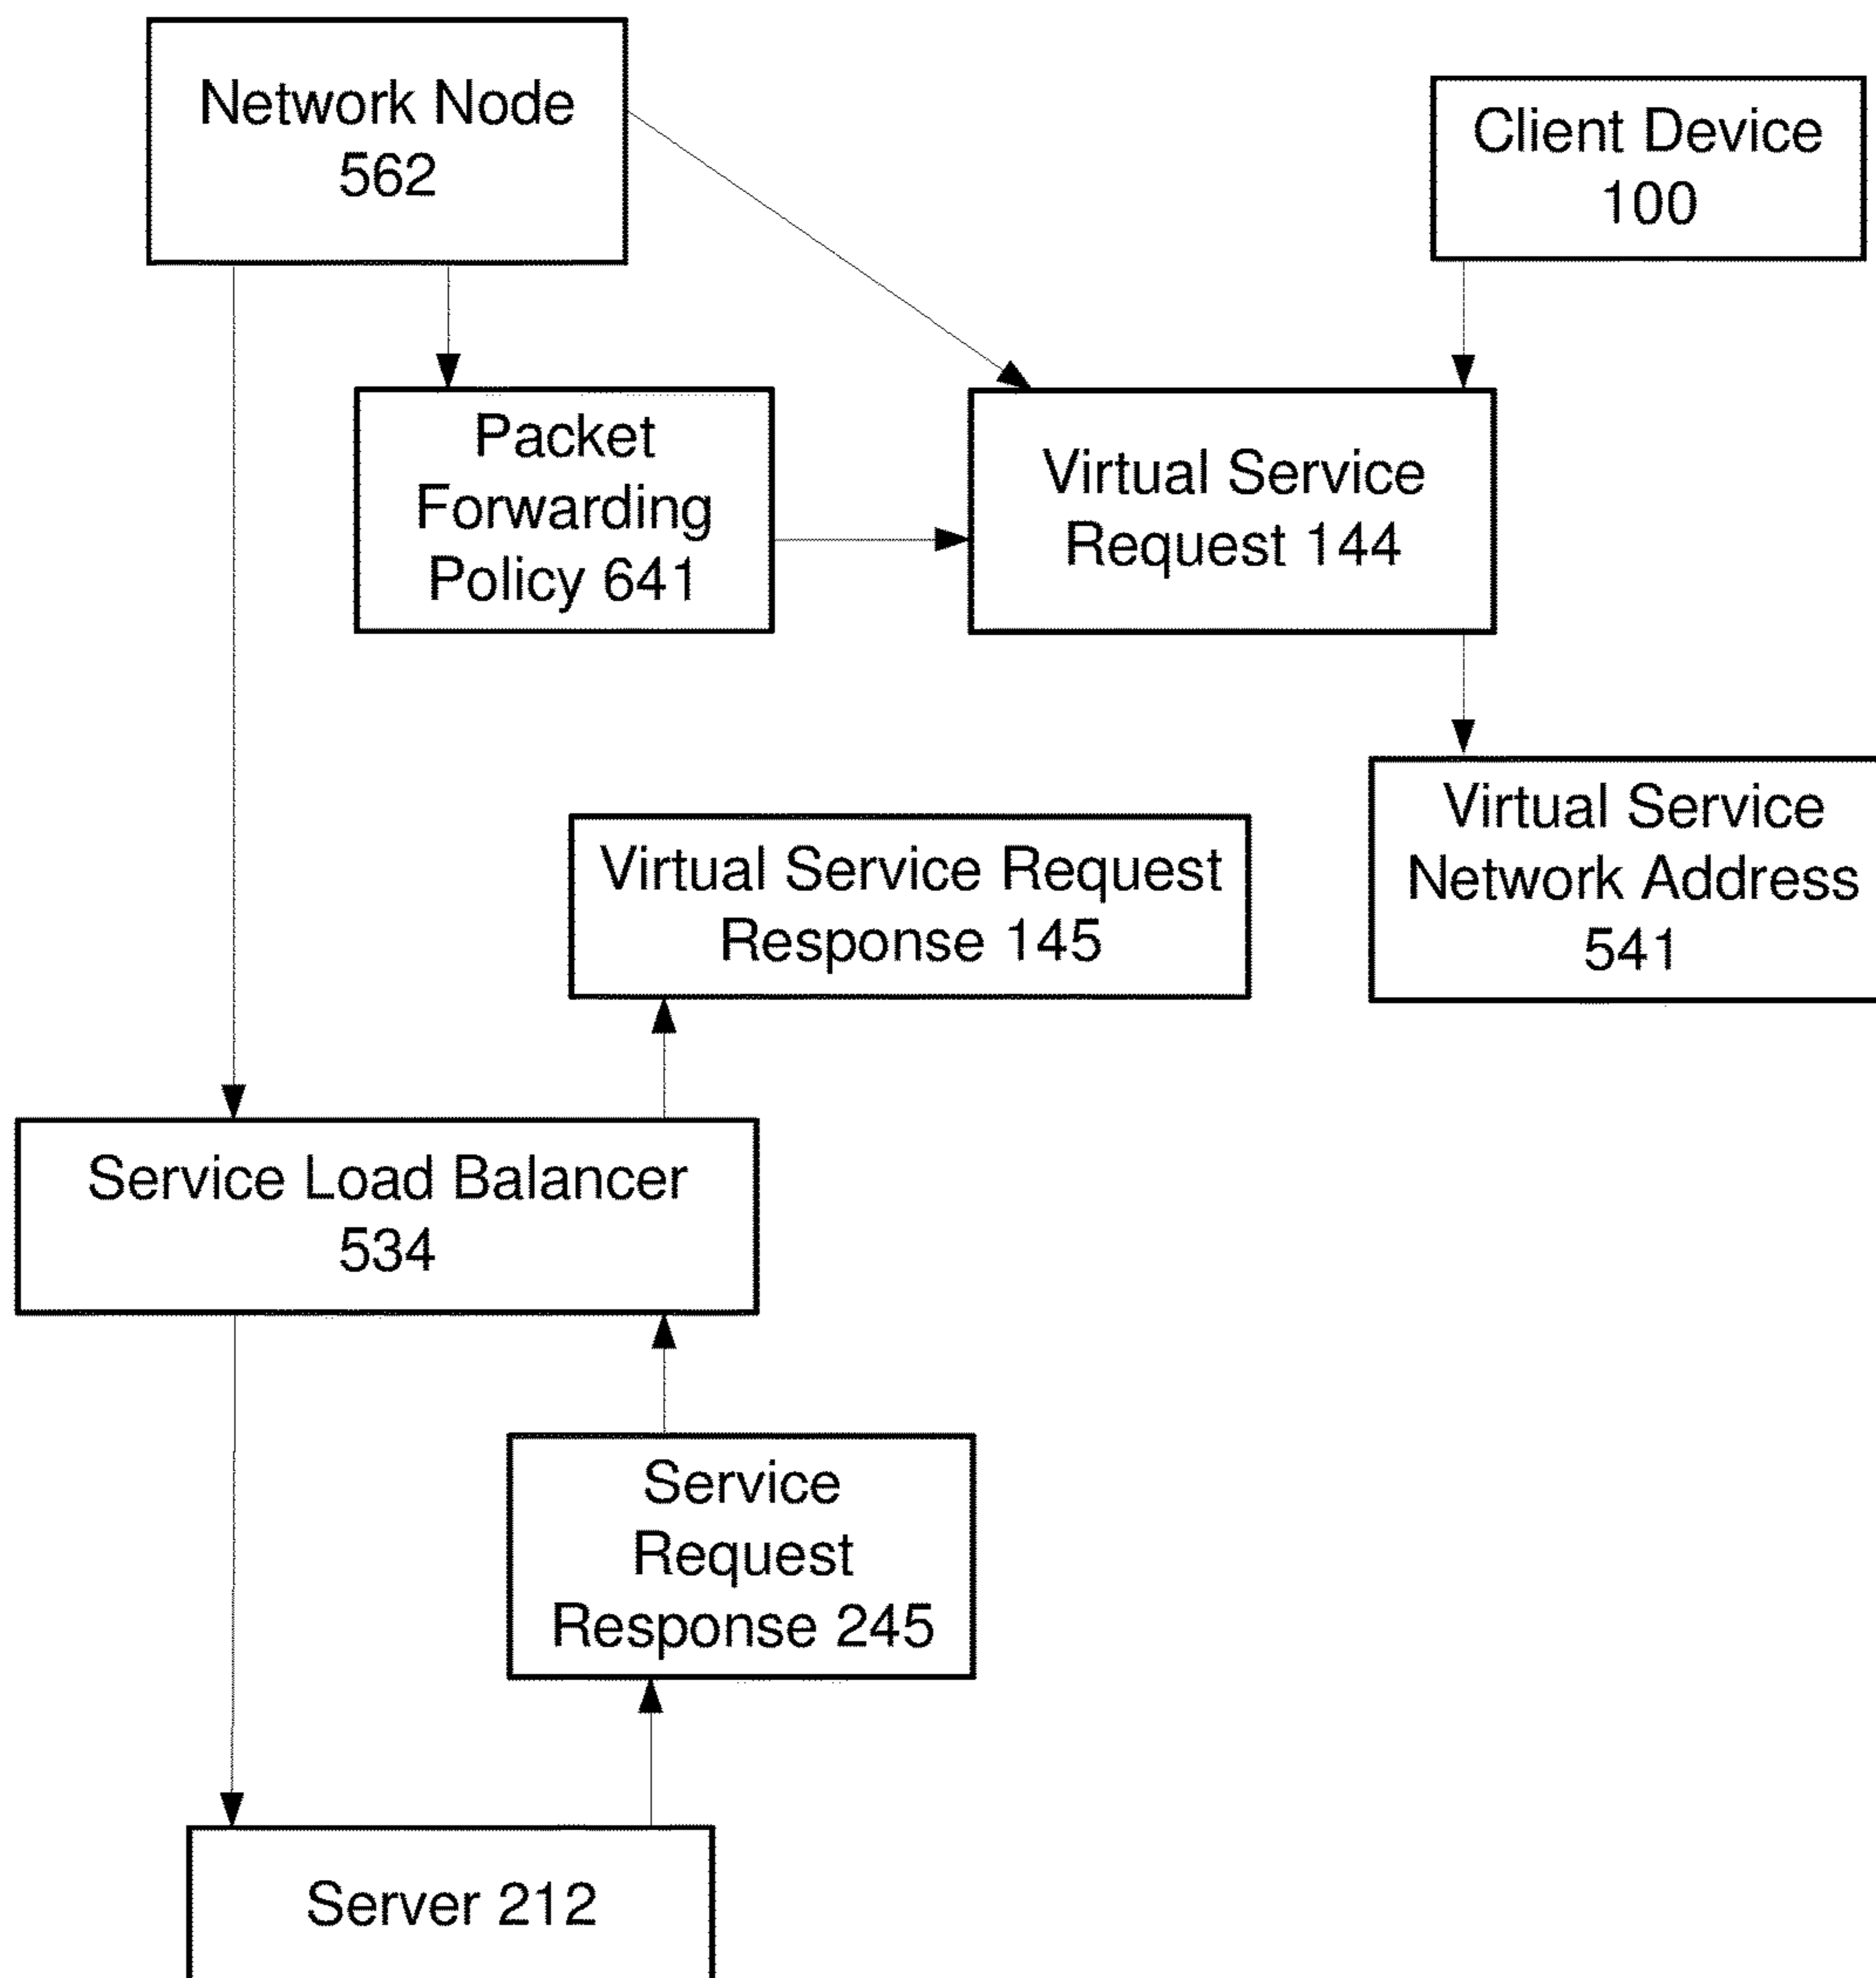 Network Node
562
Client Device
100
Packet
Forwarding
Policy 641
Virtual Service
Request 144
Virtual Service
Network Address
541
Virtual Service Request
Response 145
Service Load Balancer
534
Service
Request
Response 245
Server 212